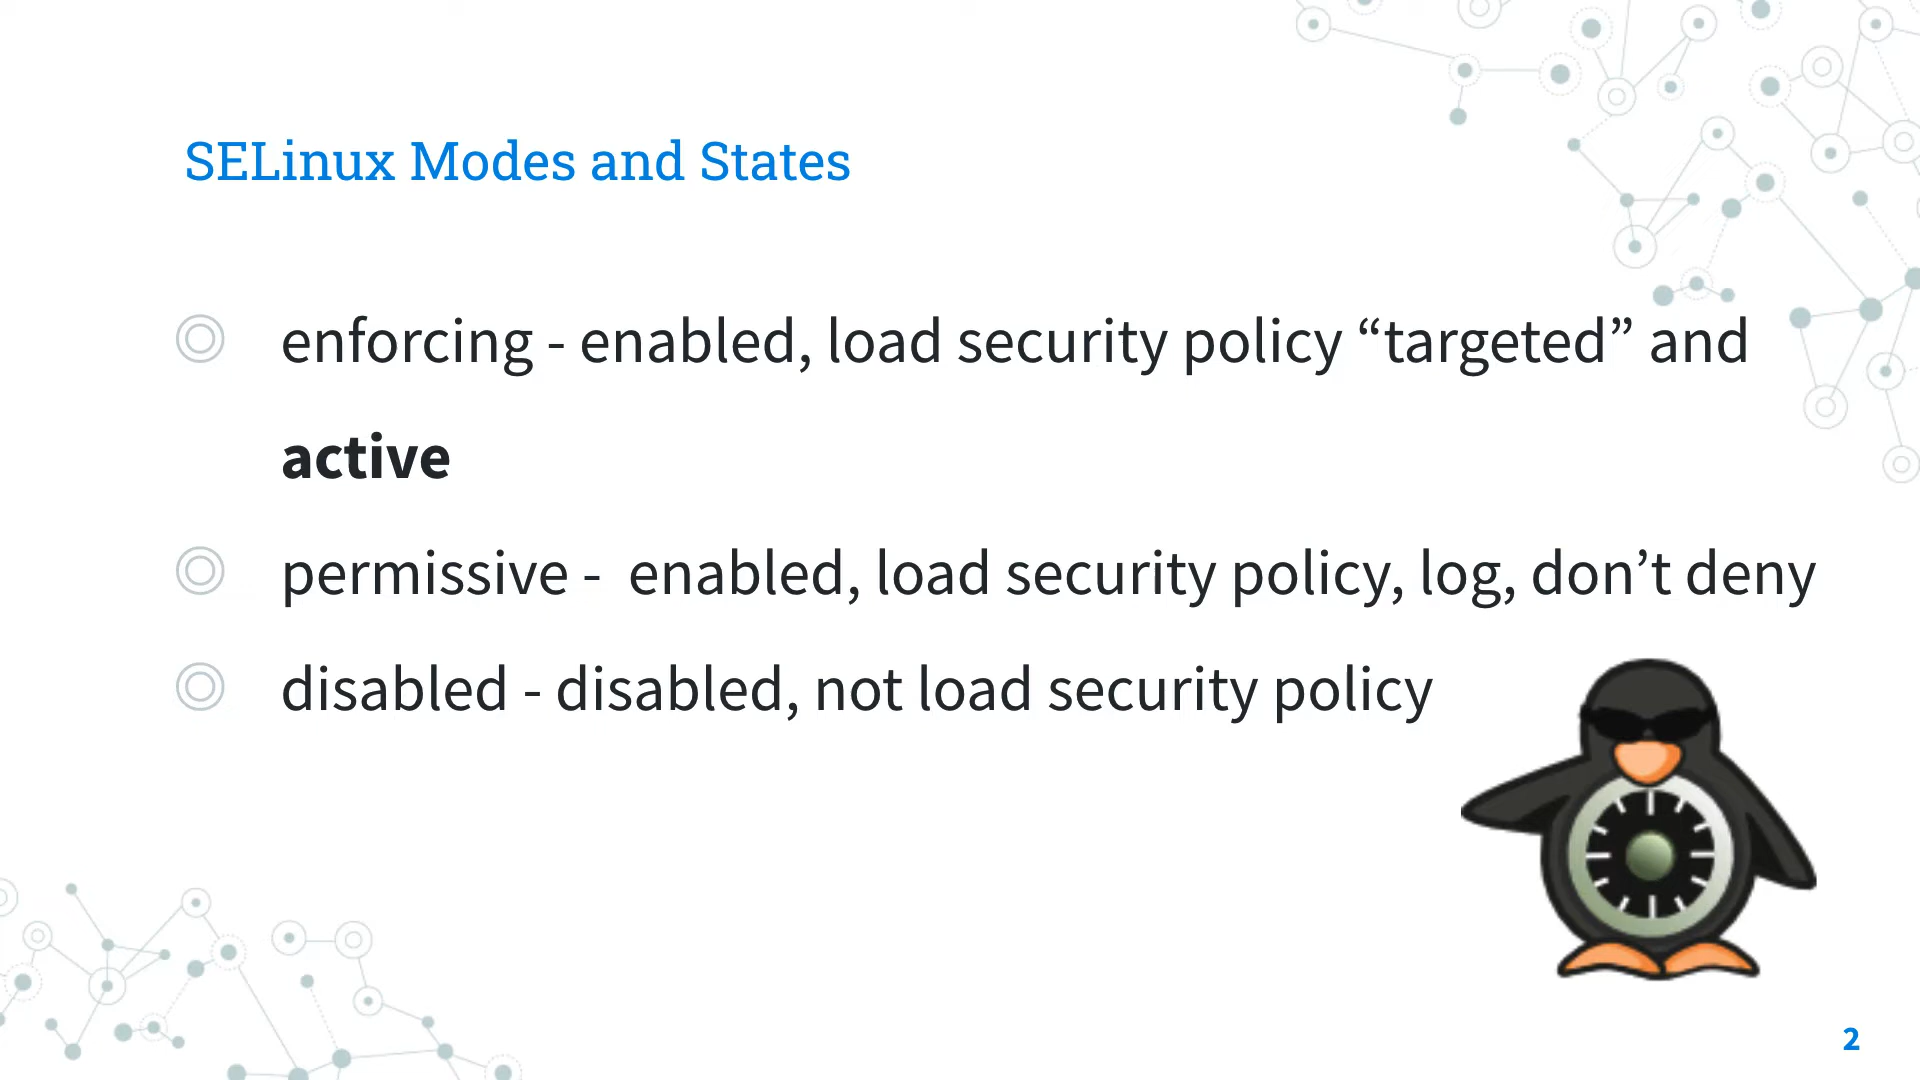 SELinux Modes and States
enforcing - enabled, load security policy “targeted” and
active
permissive -  enabled, load security policy, log, don’t deny
disabled - disabled, not load security policy
2